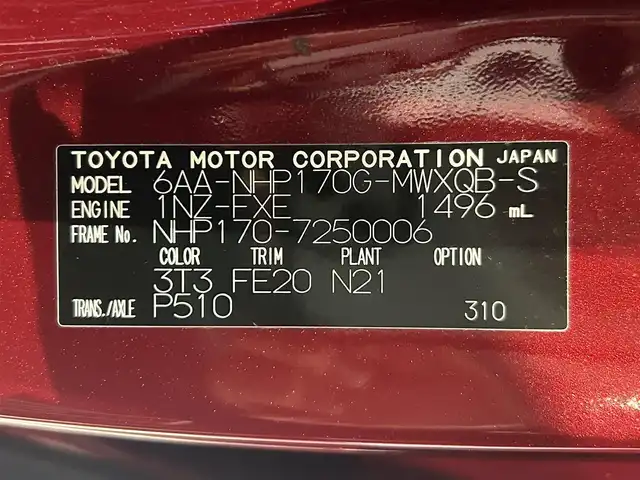 TOYOTA MOTOR CORPORATION JAPAN
MODEL 6AA-NHP170G-MWXQB-S
ENGINE 1NZ-FXE 1496 mL
FRAME No. NHP170-7250006
COLOR TRIM PLANT OPTION
3T3 FE20 N21
TRANS./AXLE P510 310